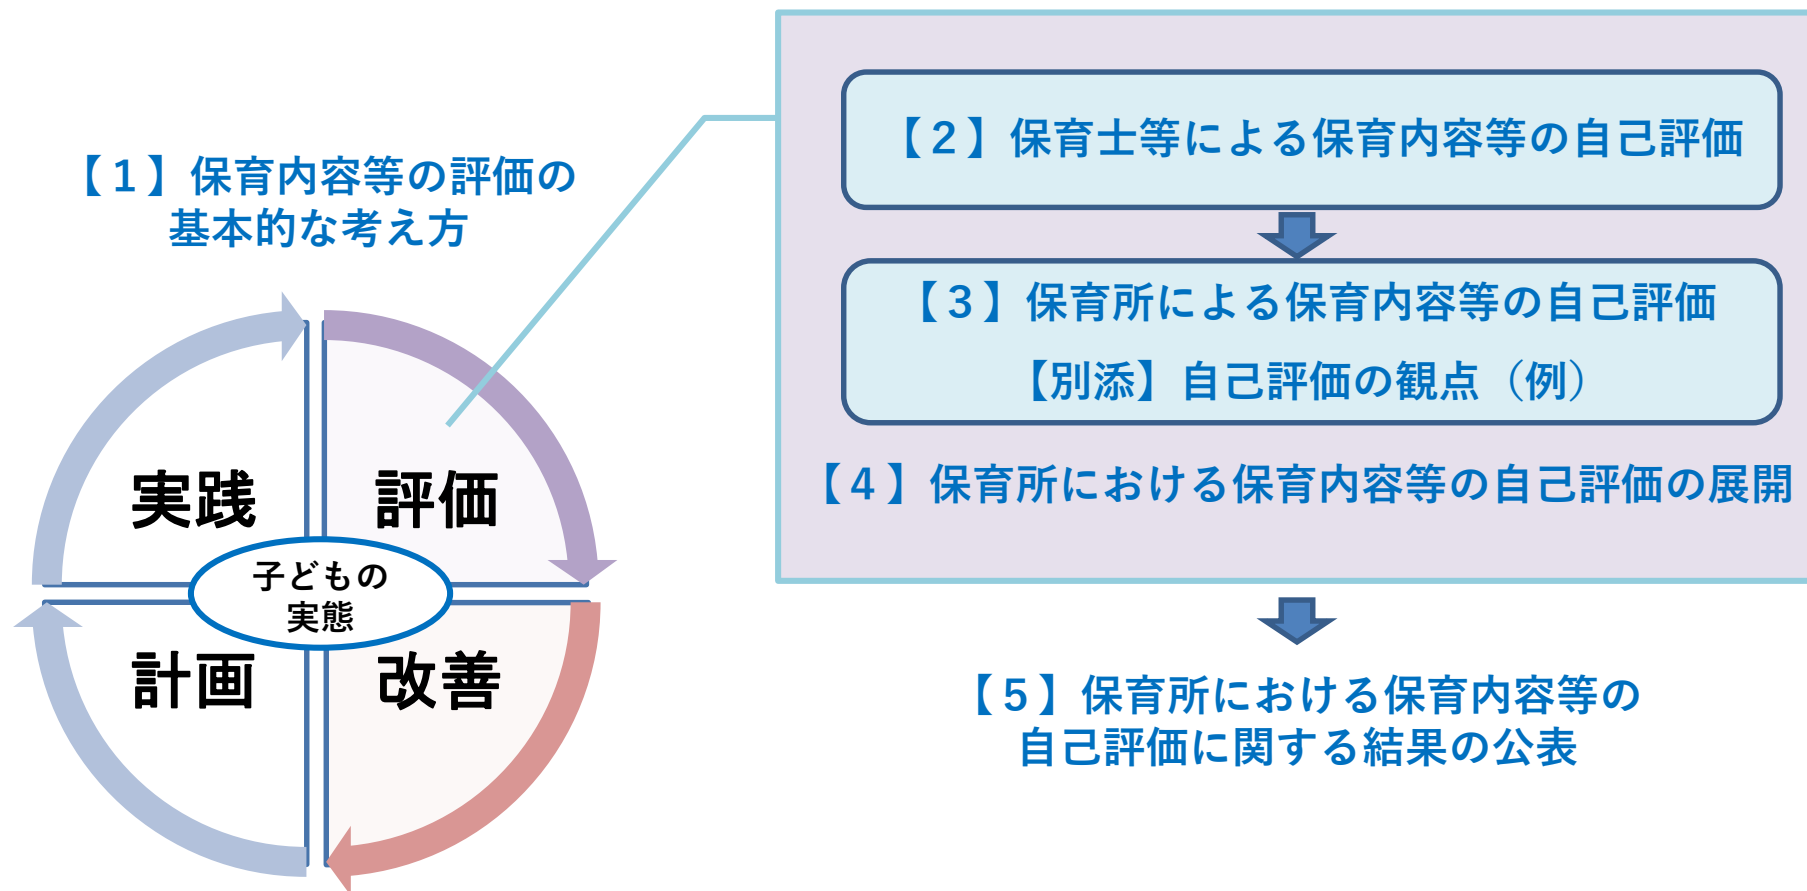 【1】保育内容等の評価の
基本的な考え方
実践
評価
子どもの
実態
計画
改善
【2】保育士等による保育内容等の自己評価
【3】保育所による保育内容等の自己評価
【別添】自己評価の観点（例）
【4】保育所における保育内容等の自己評価の展開
【5】保育所における保育内容等の
自己評価に関する結果の公表